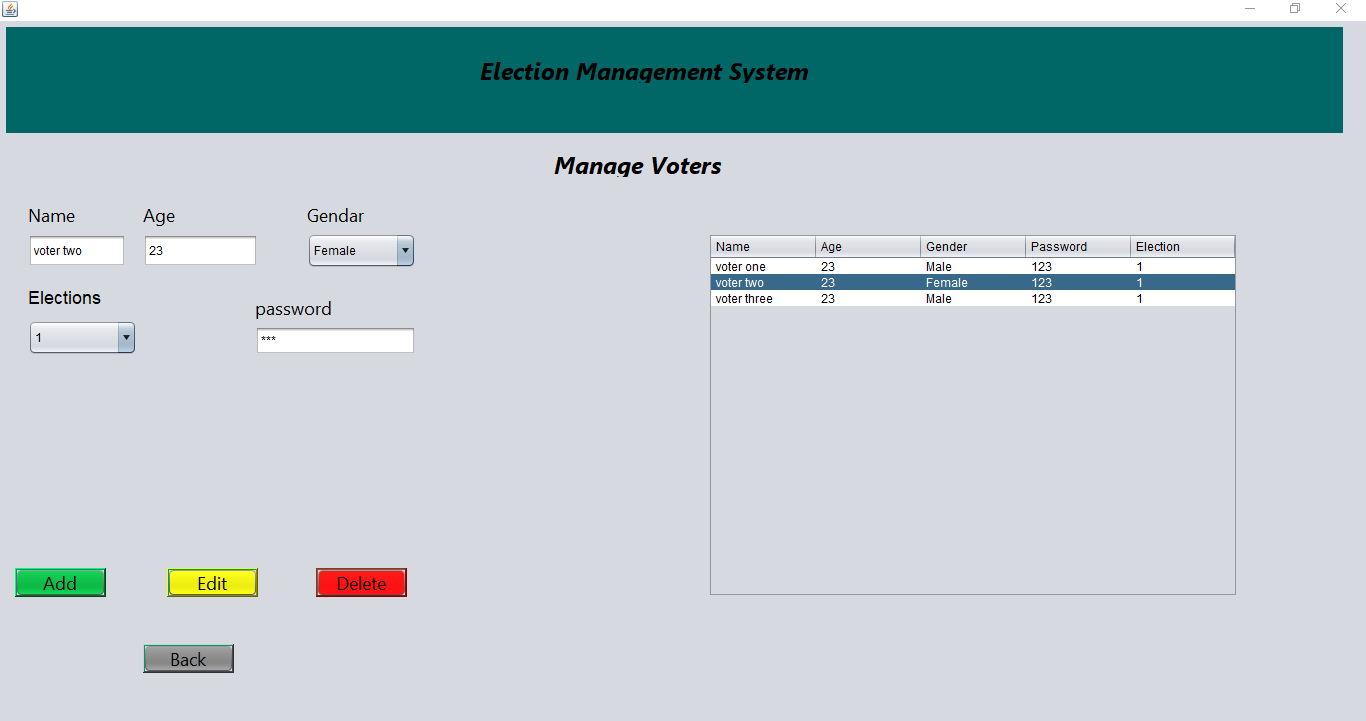 Election Management System
Manage Voters
Name Age Gendar
voter two 23 Female
Elections
password
1
***
Name Age Gender Password Election
voter one 23 Male 123 1
voter two 23 Female 123 1
voter three 23 Male 123 1
Add Edit Delete
Back